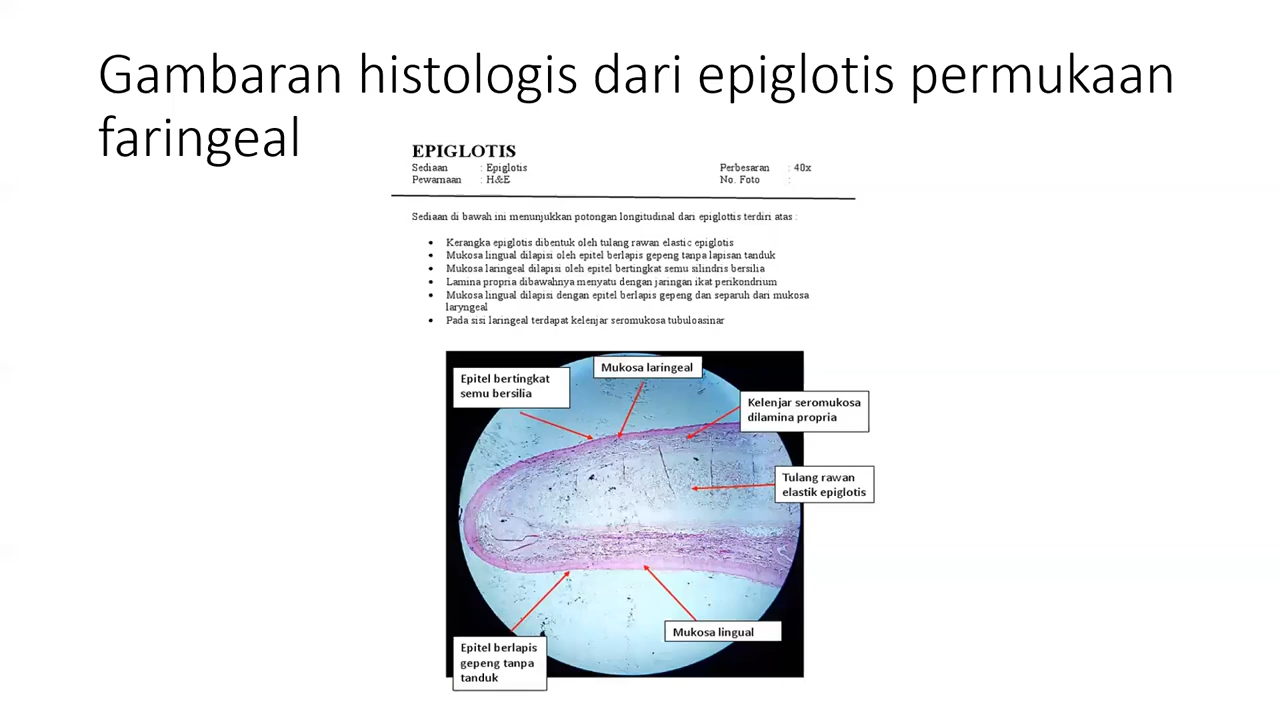 Gambaran histologis dari epiglotis permukaan
faringeal
EPIGLOTIS
Sediaan : Epiglotis
Perbesaran : 40x
Pewarnaan : H&E
No. Foto :
Sediaan di bawah ini menunjukkan potongan longitudinal dari epiglottis terdiri atas :
• Kerangka epiglotis dibentuk oleh tulang rawan elastic epiglotis
• Mukosa lingual dilapisi oleh epitel berlapis gepeng tanpa lapisan tanduk
• Mukosa laringeal dilapisi oleh epitel bertingkat semu silindris bersilia
• Lamina propria dibawahnya menyatu dengan jaringan ikat perikondrium
• Mukosa lingual dilapisi dengan epitel berlapis gepeng dan separuh dari mukosa
laryngeal
• Pada sisi laringeal terdapat kelenjar seromukosa tubuloasinar
Mukosa laringeal
Epitel bertingkat
semu bersilia
Kelenjar seromukosa
dilamina propria
Tulang rawan
elastik epiglotis
Mukosa lingual
Epitel berlapis
gepeng tanpa
tanduk